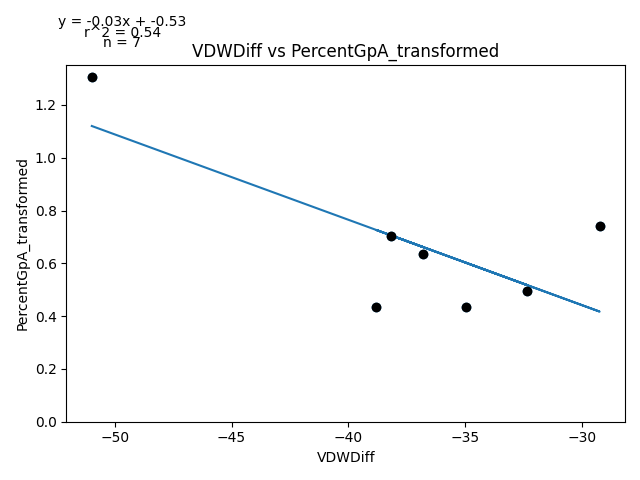 y = -0.03x + -0.53
r^2 = 0.54
n = 7
VDWDiff vs PercentGpA_transformed
PercentGpA_transformed
1.2
1.0
0.8
0.6
0.4
0.2
0.0
−50
−45
−40
−35
−30
VDWDiff